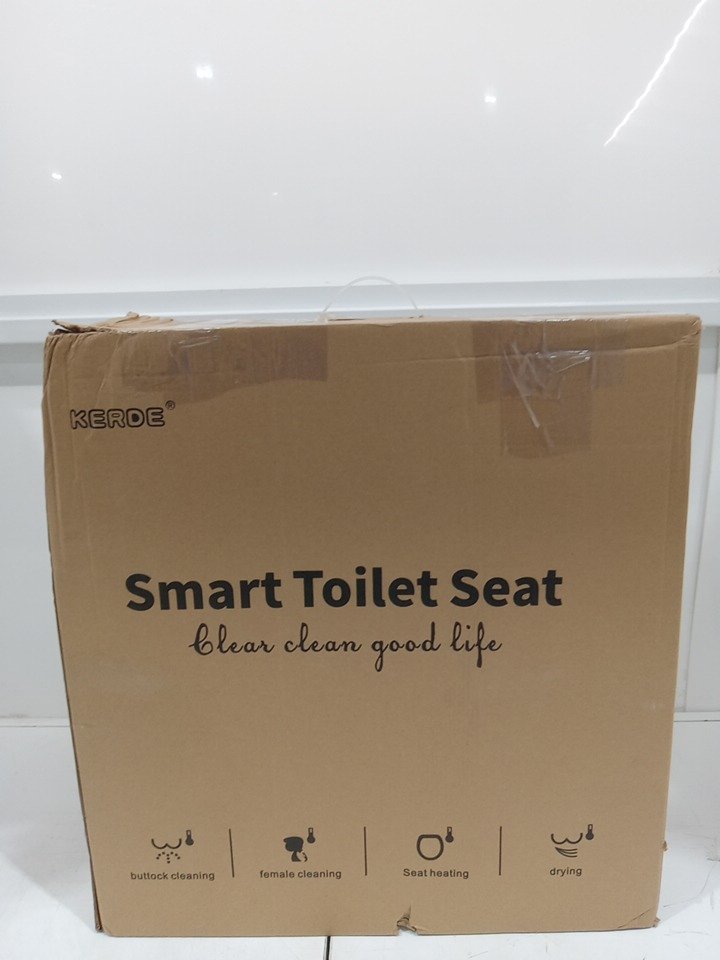 KERDE®
Smart Toilet Seat
Clear clean good life
buttock cleaning
female cleaning
Seat heating
drying